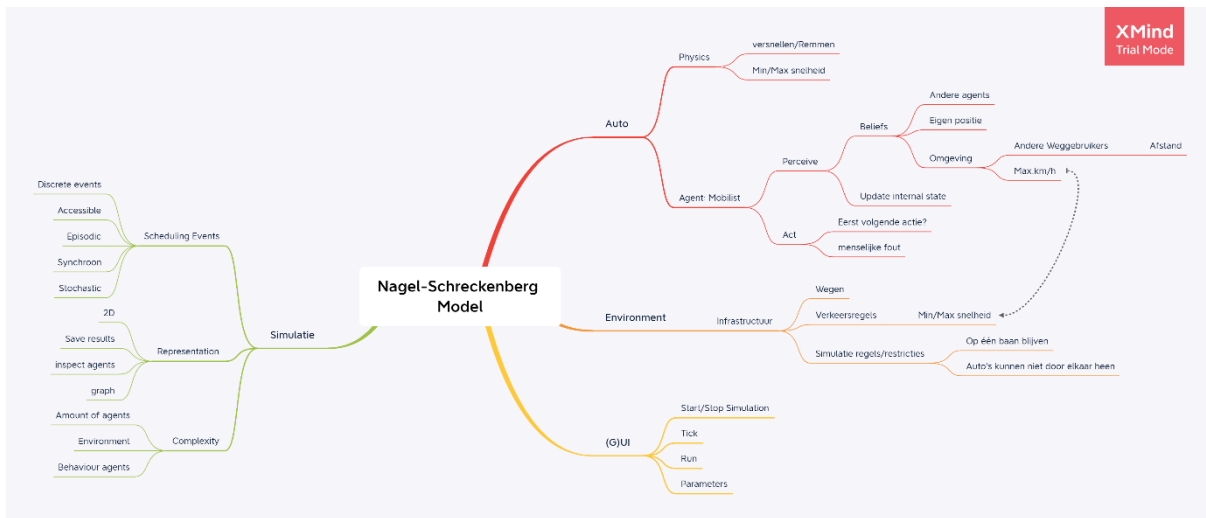 XMind
Trial Mode
Nagel-Schreckenberg
Model
Auto
Physics
versnellen/Remmen
Min/Max snelheid
Agent: Mobilist
Perceive
Beliefs
Andere agents
Eigen positie
Omgeving
Andere Weggebruikers
Afstand
Max.km/h
Update internal state
Act
Eerst volgende actie?
menselijke fout
Environment
Infrastructuur
Wegen
Verkeersregels
Min/Max snelheid
Simulatie regels/restricties
Op één baan blijven
Auto's kunnen niet door elkaar heen
(G)UI
Start/Stop Simulation
Tick
Run
Parameters
Simulatie
Scheduling Events
Discrete events
Accessible
Episodic
Synchroon
Stochastic
Representation
2D
Save results
inspect agents
graph
Complexity
Amount of agents
Environment
Behaviour agents